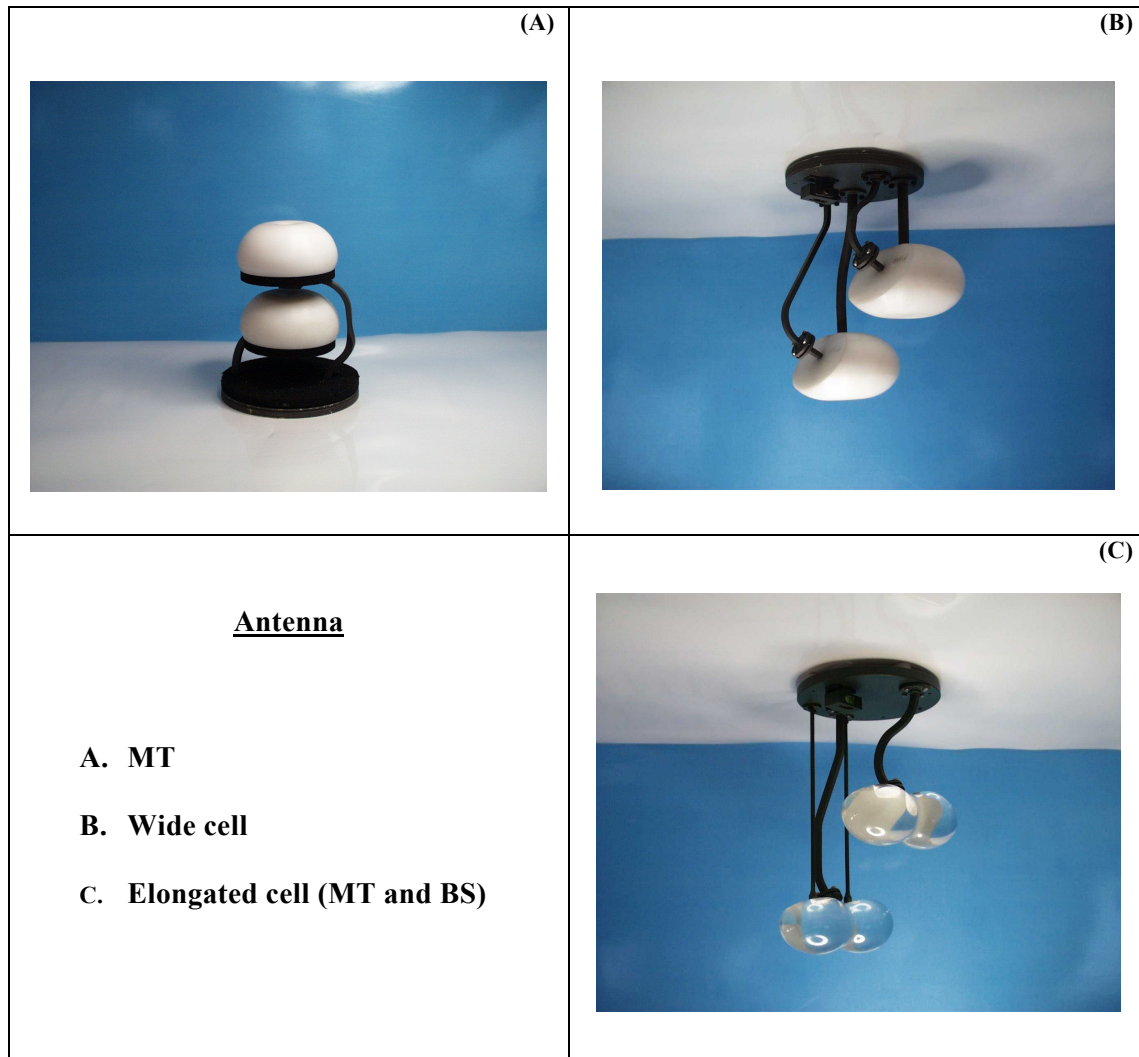 (A)
(B)
Antenna
A. MT
B. Wide cell
C. Elongated cell (MT and BS)
(C)